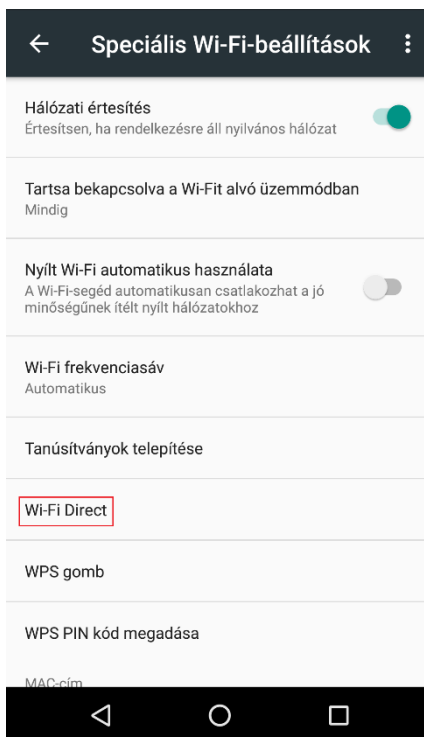 Speciális Wi-Fi-beállítások
Hálózati értesítés
Értesítsen, ha rendelkezésre áll nyilvános hálózat
Tartsa bekapcsolva a Wi-Fit alvó üzemmódban
Mindig
Nyílt Wi-Fi automatikus használata
A Wi-Fi-segéd automatikusan csatlakozhat a jó
minőségűnek ítélt nyílt hálózatokhoz
Wi-Fi frekvenciasáv
Automatikus
Tanúsítványok telepítése
Wi-Fi Direct
WPS gomb
WPS PIN kód megadása
MAC-cím